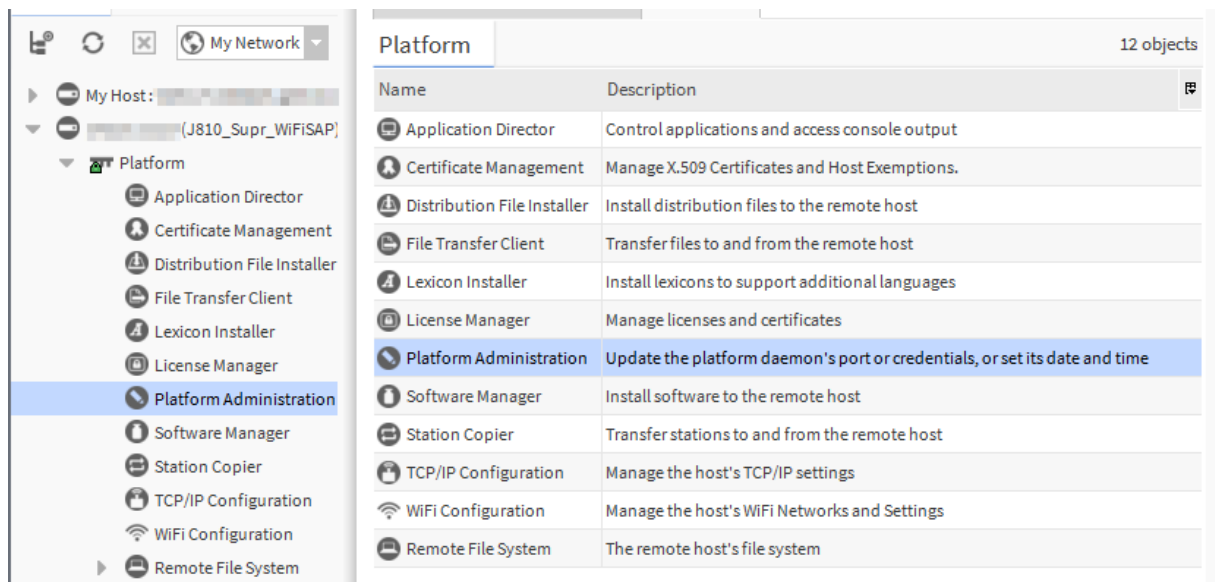 My Network
My Host :
(J810_Supr_WiFiSAP)
Platform
Application Director
Certificate Management
Distribution File Installer
File Transfer Client
Lexicon Installer
License Manager
Platform Administration
Software Manager
Station Copier
TCP/IP Configuration
WiFi Configuration
Remote File System
Platform 12 objects
Name Description
Application Director Control applications and access console output
Certificate Management Manage X.509 Certificates and Host Exemptions.
Distribution File Installer Install distribution files to the remote host
File Transfer Client Transfer files to and from the remote host
Lexicon Installer Install lexicons to support additional languages
License Manager Manage licenses and certificates
Platform Administration Update the platform daemon's port or credentials, or set its date and time
Software Manager Install software to the remote host
Station Copier Transfer stations to and from the remote host
TCP/IP Configuration Manage the host's TCP/IP settings
WiFi Configuration Manage the host's WiFi Networks and Settings
Remote File System The remote host's file system